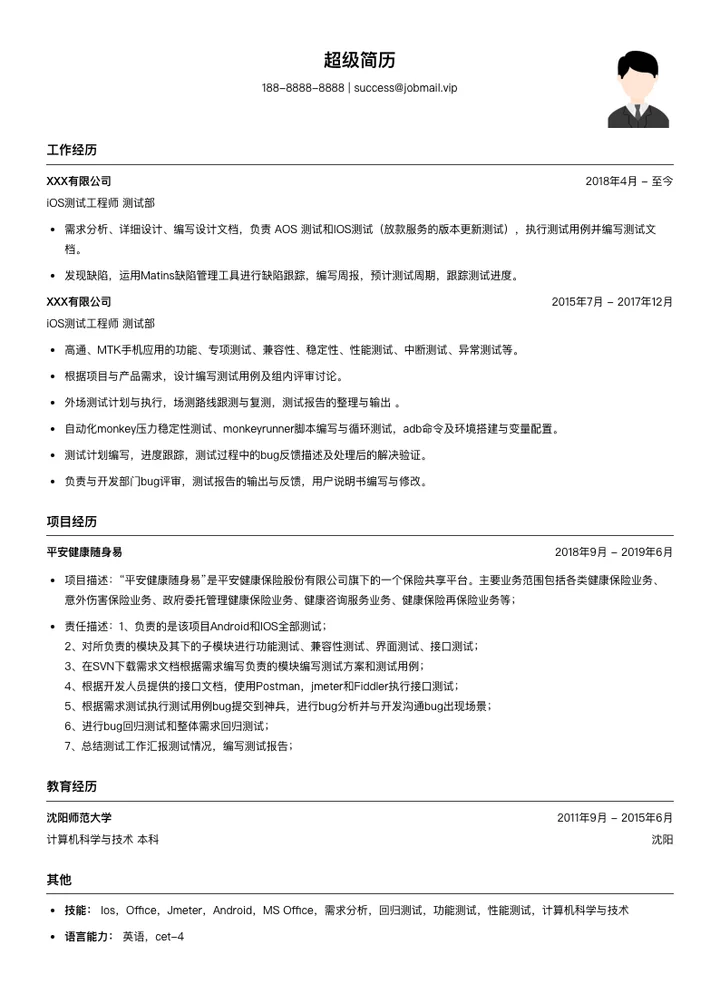 超级简历
188-8888-8888 | success@jobmail.vip
工作经历
XXX有限公司 2018年4月 – 至今
iOS测试工程师 测试部
• 需求分析、详细设计、编写设计文档，负责 AOS 测试和IOS测试（放款服务的版本更新测试），执行测试用例并编写测试文
档。
• 发现缺陷，运用Matins缺陷管理工具进行缺陷跟踪，编写周报，预计测试周期，跟踪测试进度。
XXX有限公司 2015年7月 – 2017年12月
iOS测试工程师 测试部
• 高通、MTK手机应用的功能、专项测试、兼容性、稳定性、性能测试、中断测试、异常测试等。
• 根据项目与产品需求，设计编写测试用例及组内评审讨论。
• 外场测试计划与执行，场测路线跟测与复测，测试报告的整理与输出 。
• 自动化monkey压力稳定性测试、monkeyrunner脚本编写与循环测试，adb命令及环境搭建与变量配置。
• 测试计划编写，进度跟踪，测试过程中的bug反馈描述及处理后的解决验证。
• 负责与开发部门bug评审，测试报告的输出与反馈，用户说明书编写与修改。
项目经历
平安健康随身易 2018年9月 – 2019年6月
• 项目描述：“平安健康随身易”是平安健康保险股份有限公司旗下的一个保险共享平台。主要业务范围包括各类健康保险业务、
意外伤害保险业务、政府委托管理健康保险业务、健康咨询服务业务、健康保险再保险业务等；
• 责任描述：1、负责的是该项目Android和IOS全部测试；
2、对所负责的模块及其下的子模块进行功能测试、兼容性测试、界面测试、接口测试；
3、在SVN下载需求文档根据需求编写负责的模块编写测试方案和测试用例；
4、根据开发人员提供的接口文档，使用Postman，jmeter和Fiddler执行接口测试；
5、根据需求测试执行测试用例bug提交到神兵，进行bug分析并与开发沟通bug出现场景；
6、进行bug回归测试和整体需求回归测试；
7、总结测试工作汇报测试情况，编写测试报告；
教育经历
沈阳师范大学 2011年9月 – 2015年6月
计算机科学与技术 本科 沈阳
其他
• 技能： Ios，Office，Jmeter，Android，MS Office，需求分析，回归测试，功能测试，性能测试，计算机科学与技术
• 语言能力： 英语，cet-4